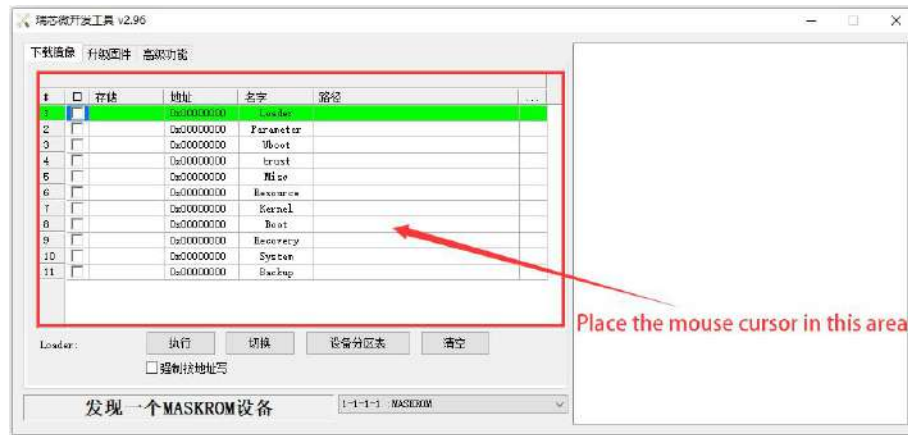 瑞芯微开发工具 v2.96
下载镜像 升级固件 高级功能
# 存储 地址 名字 路径 ...
1 0x00000000 Loader
2 0x00000000 Parameter
3 0x00000000 Uboot
4 0x00000000 trust
5 0x00000000 Misc
6 0x00000000 Resource
7 0x00000000 Kernel
8 0x00000000 Boot
9 0x00000000 Recovery
10 0x00000000 System
11 0x00000000 Backup
Place the mouse cursor in this area
Loader: 执行 切换 设备分区表 清空
强制按地址写
发现一个MASKROM设备 1-1-1-1 :MASKROM